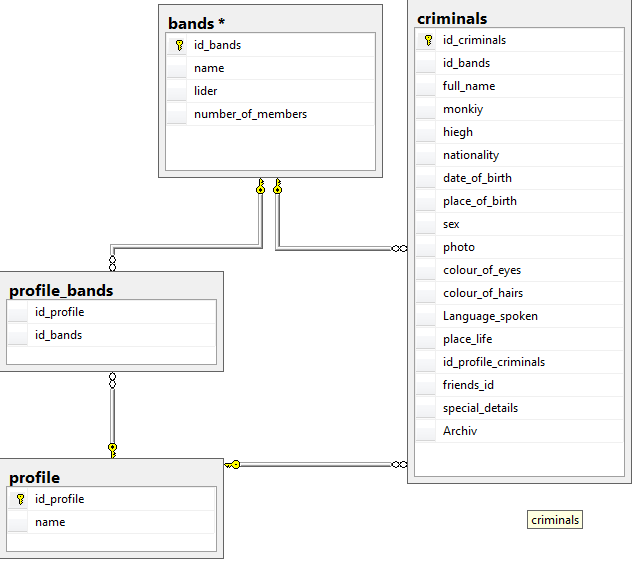 bands *
id_bands
name
lider
number_of_members
criminals
id_criminals
id_bands
full_name
monkiy
hiegh
nationality
date_of_birth
place_of_birth
sex
photo
colour_of_eyes
colour_of_hairs
Language_spoken
place_life
id_profile_criminals
friends_id
special_details
Archiv
profile_bands
id_profile
id_bands
profile
id_profile
name
criminals